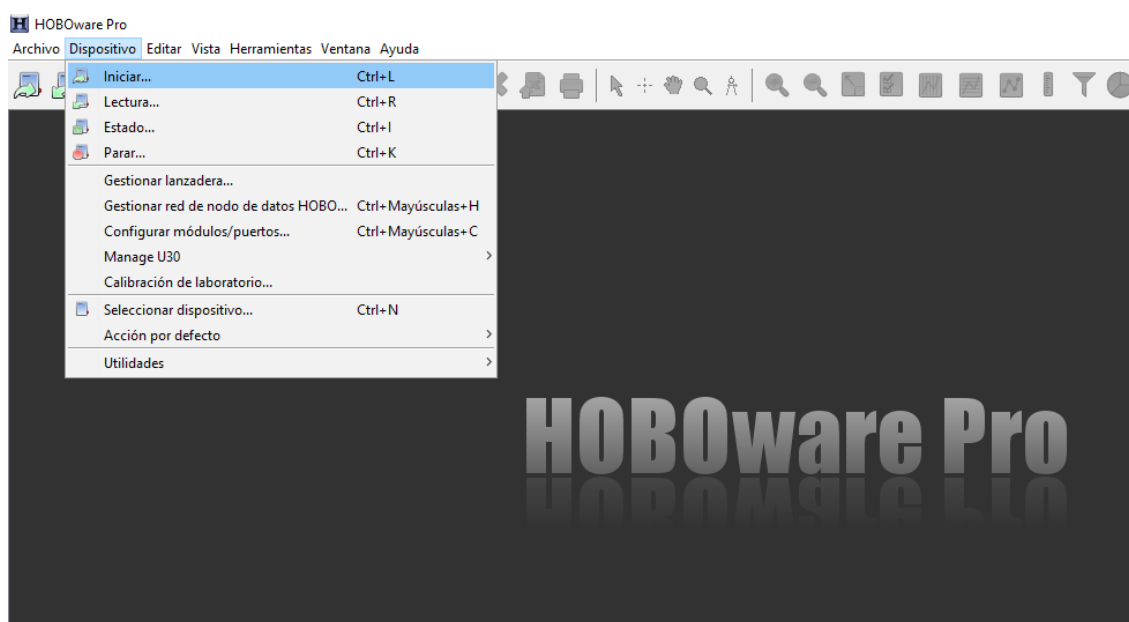 HOBOware Pro
Archivo Dispositivo Editar Vista Herramientas Ventana Ayuda
Iniciar... Ctrl+L
Lectura... Ctrl+R
Estado... Ctrl+I
Parar... Ctrl+K
Gestionar lanzadera...
Gestionar red de nodo de datos HOBO... Ctrl+Mayúsculas+H
Configurar módulos/puertos... Ctrl+Mayúsculas+C
Manage U30
Calibración de laboratorio...
Seleccionar dispositivo... Ctrl+N
Acción por defecto
Utilidades
HOBOware Pro